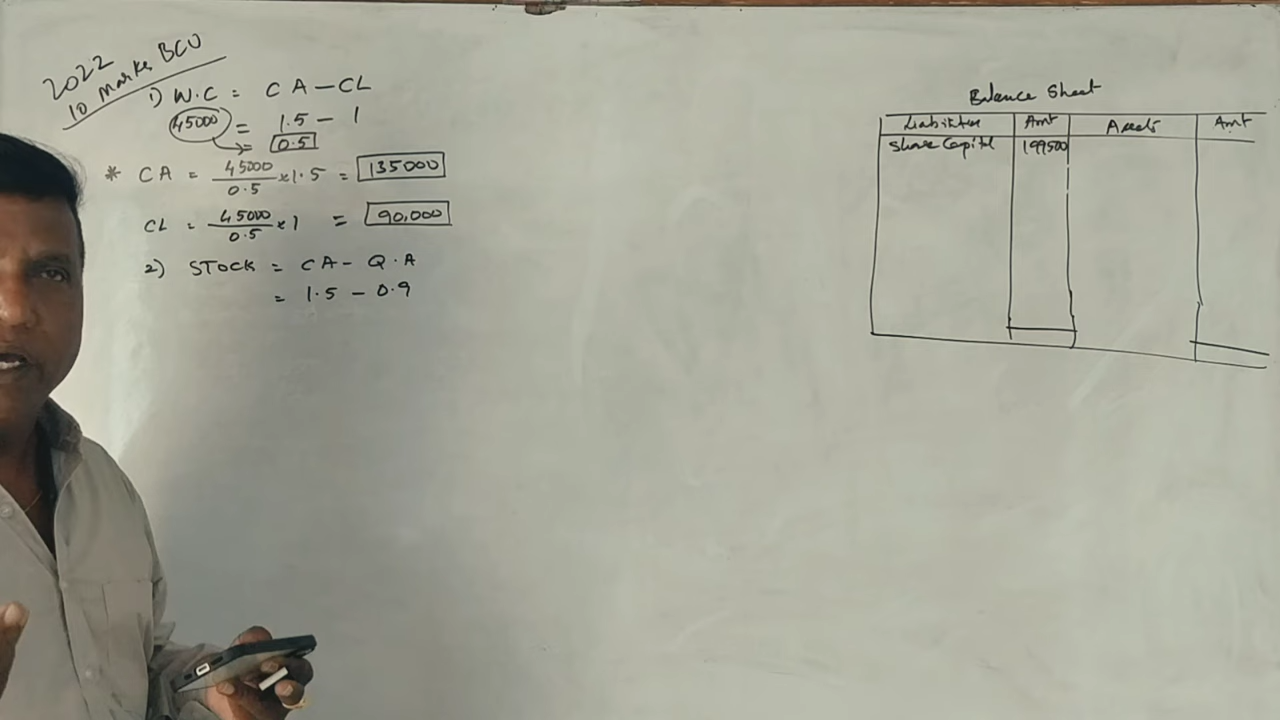 2022
10 Marks BCU
1) W.C = CA - CL
45000 = 1.5 - 1
= 0.5
* CA = 45000 / 0.5 × 1.5 = 135000
CL = 45000 / 0.5 × 1 = 90,000
2) STOCK = CA - Q.A
= 1.5 - 0.9
Balance Sheet
Liabilities Amt Assets Amt
Share Capital 199500